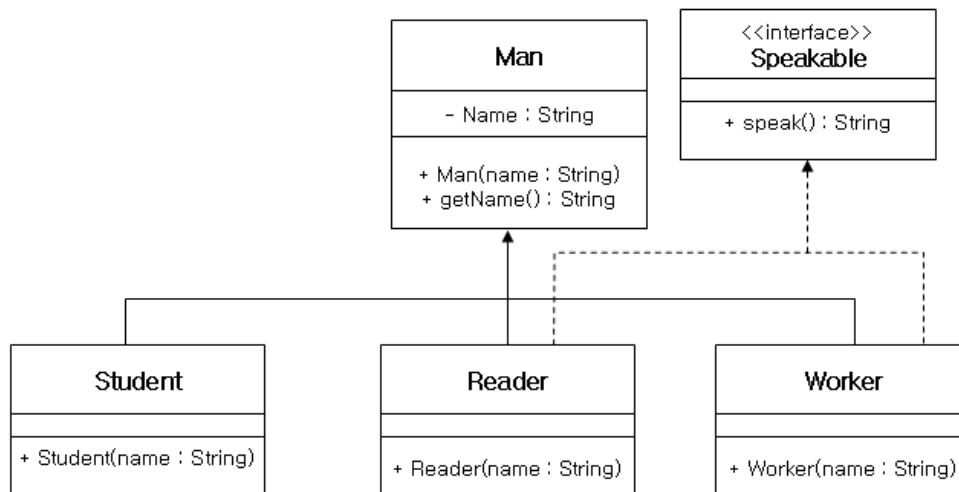 Man
- Name : String
+ Man(name : String)
+ getName() : String
<<interface>>
Speakable
+ speak() : String
Student
+ Student(name : String)
Reader
+ Reader(name : String)
Worker
+ Worker(name : String)